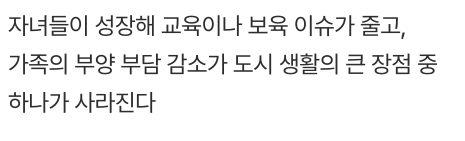 자녀들이 성장해 교육이나 보육 이슈가 줄고,
가족의 부양 부담 감소가 도시 생활의 큰 장점 중
하나가 사라진다